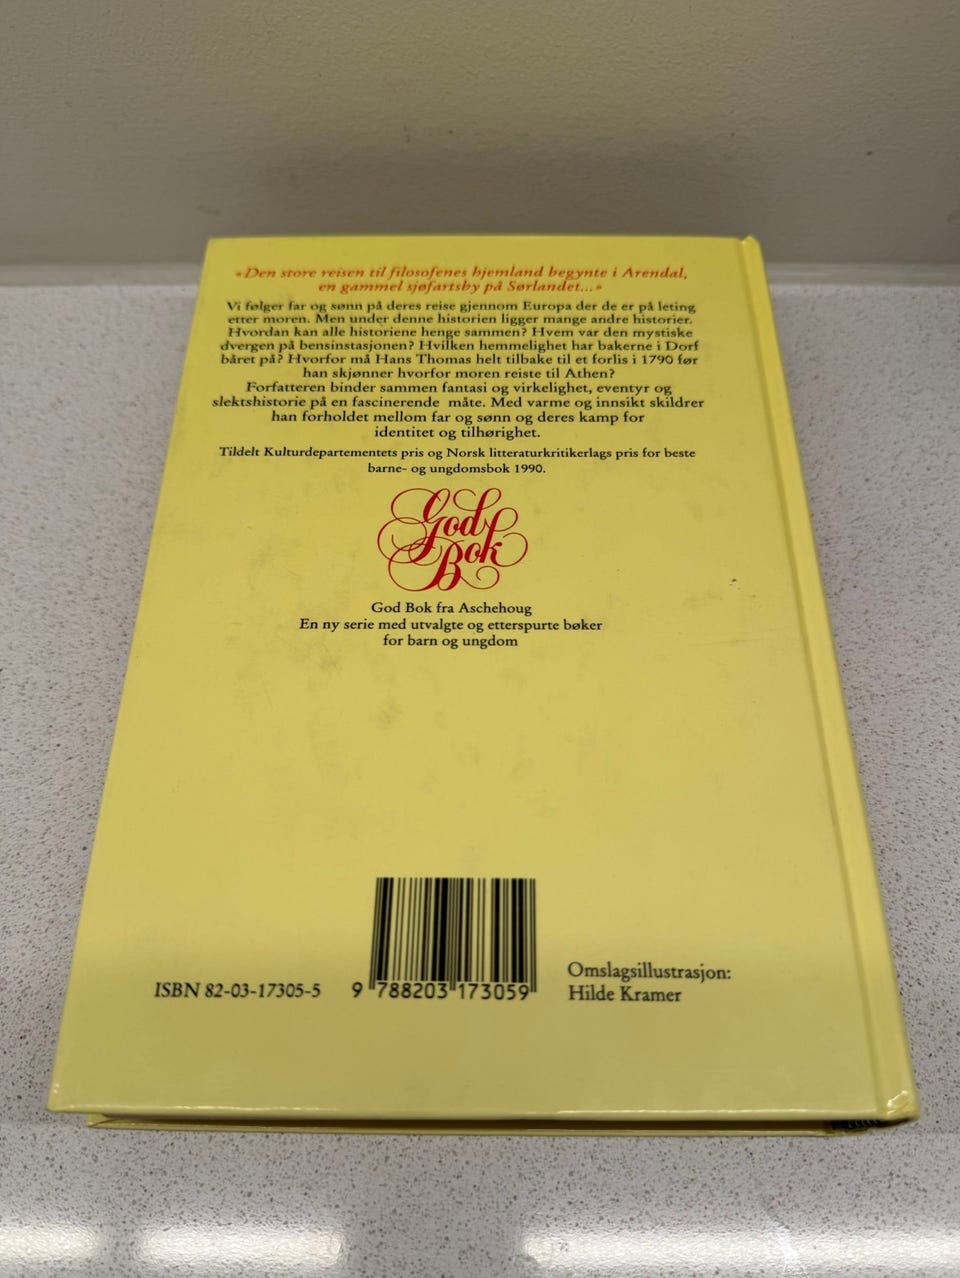 «Den store reisen til filosofenes hjemland begynte i Arendal,
en gammel sjøfartsby på Sørlandet...»
Vi følger far og sønn på deres reise gjennom Europa der de er på leting
etter moren. Men under denne historien ligger mange andre historier.
Hvordan kan alle historiene henge sammen? Hvem var den mystiske
dvergen på bensinstasjonen? Hvilken hemmelighet har bakerne i Dorf
båret på? Hvorfor må Hans Thomas helt tilbake til et forlis i 1790 før
han skjønner hvorfor moren reiste til Athen?
Forfatteren binder sammen fantasi og virkelighet, eventyr og
slektshistorie på en fascinerende måte. Med varme og innsikt skildrer
han forholdet mellom far og sønn og deres kamp for
identitet og tilhørighet.
Tildelt Kulturdepartementets pris og Norsk litteraturkritikerlags pris for beste
barne- og ungdomsbok 1990.
God
Bok
God Bok fra Aschehoug
En ny serie med utvalgte og etterspurte bøker
for barn og ungdom
ISBN 82-03-17305-5
9 788203 173059
Omslagsillustrasjon:
Hilde Kramer